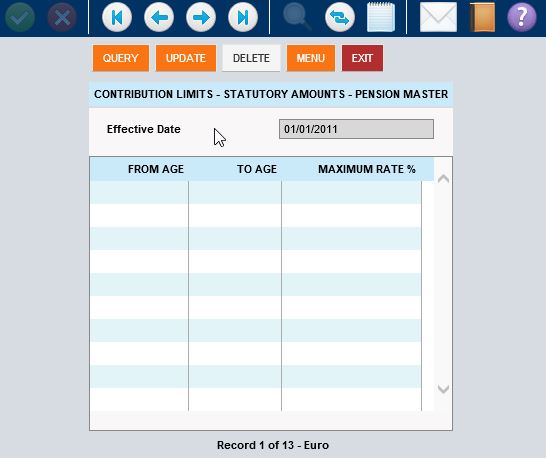 QUERY UPDATE DELETE MENU EXIT
CONTRIBUTION LIMITS - STATUTORY AMOUNTS - PENSION MASTER
Effective Date 01/01/2011
FROM AGE TO AGE MAXIMUM RATE %
Record 1 of 13 - Euro